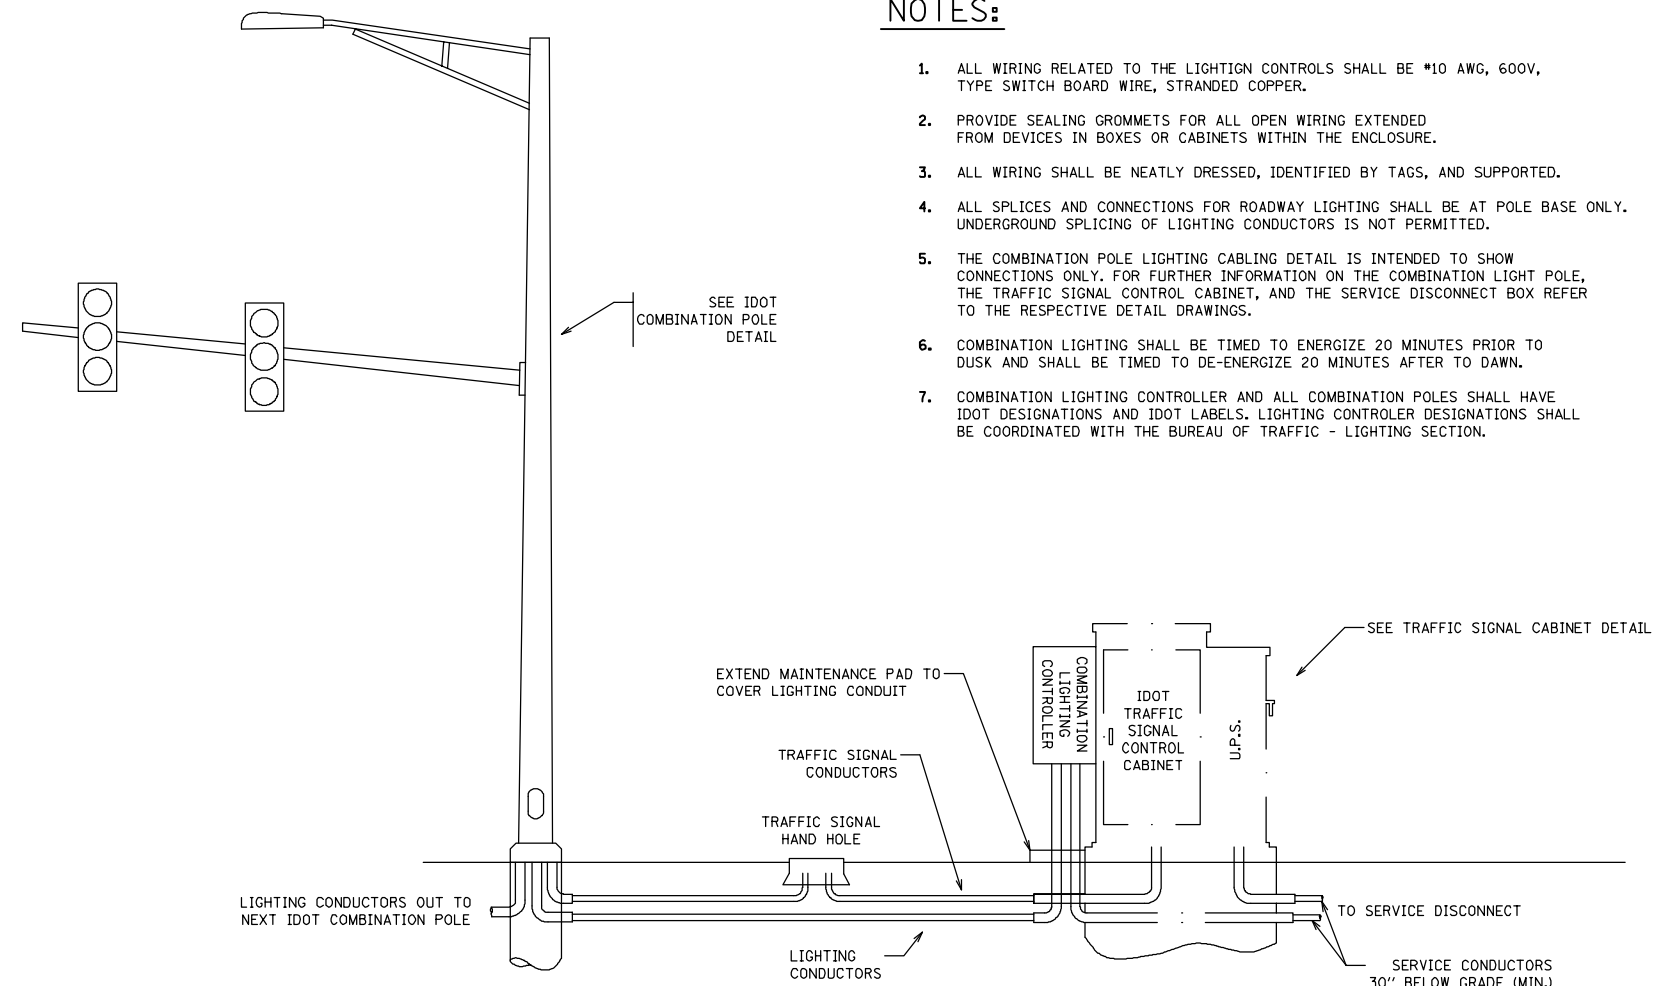 NOTES:
1. ALL WIRING RELATED TO THE LIGHTIGN CONTROLS SHALL BE #10 AWG, 600V,
TYPE SWITCH BOARD WIRE, STRANDED COPPER.
2. PROVIDE SEALING GROMMETS FOR ALL OPEN WIRING EXTENDED
FROM DEVICES IN BOXES OR CABINETS WITHIN THE ENCLOSURE.
3. ALL WIRING SHALL BE NEATLY DRESSED, IDENTIFIED BY TAGS, AND SUPPORTED.
4. ALL SPLICES AND CONNECTIONS FOR ROADWAY LIGHTING SHALL BE AT POLE BASE ONLY.
UNDERGROUND SPLICING OF LIGHTING CONDUCTORS IS NOT PERMITTED.
5. THE COMBINATION POLE LIGHTING CABLING DETAIL IS INTENDED TO SHOW
CONNECTIONS ONLY. FOR FURTHER INFORMATION ON THE COMBINATION LIGHT POLE,
THE TRAFFIC SIGNAL CONTROL CABINET, AND THE SERVICE DISCONNECT BOX REFER
TO THE RESPECTIVE DETAIL DRAWINGS.
6. COMBINATION LIGHTING SHALL BE TIMED TO ENERGIZE 20 MINUTES PRIOR TO
DUSK AND SHALL BE TIMED TO DE-ENERGIZE 20 MINUTES AFTER TO DAWN.
7. COMBINATION LIGHTING CONTROLLER AND ALL COMBINATION POLES SHALL HAVE
IDOT DESIGNATIONS AND IDOT LABELS. LIGHTING CONTROLER DESIGNATIONS SHALL
BE COORDINATED WITH THE BUREAU OF TRAFFIC - LIGHTING SECTION.
SEE IDOT
COMBINATION POLE
DETAIL
SEE TRAFFIC SIGNAL CABINET DETAIL
EXTEND MAINTENANCE PAD TO
COVER LIGHTING CONDUIT
COMBINATION
LIGHTING
CONTROLLER
IDOT
TRAFFIC
SIGNAL
CONTROL
CABINET
U.P.S.
TRAFFIC SIGNAL
CONDUCTORS
TRAFFIC SIGNAL
HAND HOLE
LIGHTING CONDUCTORS OUT TO
NEXT IDOT COMBINATION POLE
TO SERVICE DISCONNECT
LIGHTING
CONDUCTORS
SERVICE CONDUCTORS
30" BELOW GRADE (MIN.)